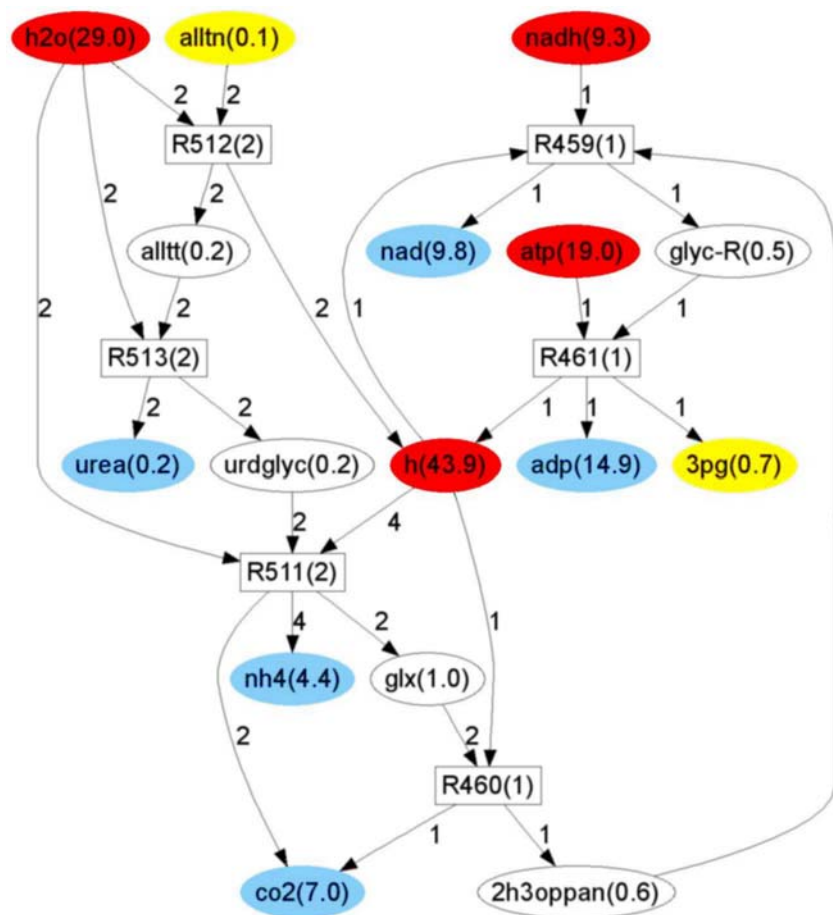 h2o(29.0) alltn(0.1) nadh(9.3)
2 2 1
R512(2) R459(1)
2 2 1 1
alltt(0.2) nad(9.8) atp(19.0) glyc-R(0.5)
2 2 2 1 1 1
R513(2) R461(1)
2 2 1 1 1
urea(0.2) urdglyc(0.2) h(43.9) adp(14.9) 3pg(0.7)
2 4
R511(2)
4 2 1
nh4(4.4) glx(1.0)
2 2
R460(1)
1 1
co2(7.0) 2h3oppan(0.6)